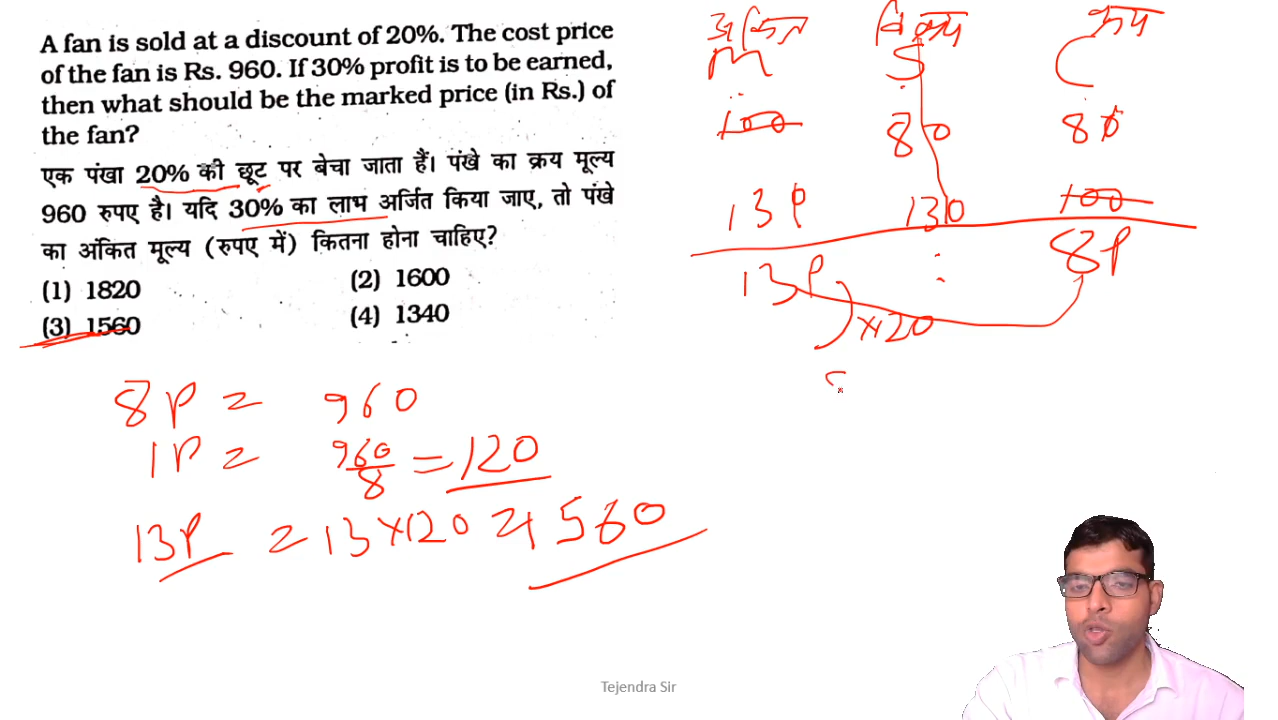 A fan is sold at a discount of 20%. The cost price
of the fan is Rs. 960. If 30% profit is to be earned,
then what should be the marked price (in Rs.) of
the fan?
एक पंखा 20% की छूट पर बेचा जाता हैं। पंखे का क्रय मूल्य
960 रुपए है। यदि 30% का लाभ अर्जित किया जाए, तो पंखे
का अंकित मूल्य (रुपए में) कितना होना चाहिए?
(1) 1820 (2) 1600
(3) 1560 (4) 1340
8P = 960
1P = 960/8 = 120
13P = 13×120 = 1560
अंकित विक्रय क्रय
M S C
100 80 80
13P 130 100
13P : 8P
×120
Tejendra Sir